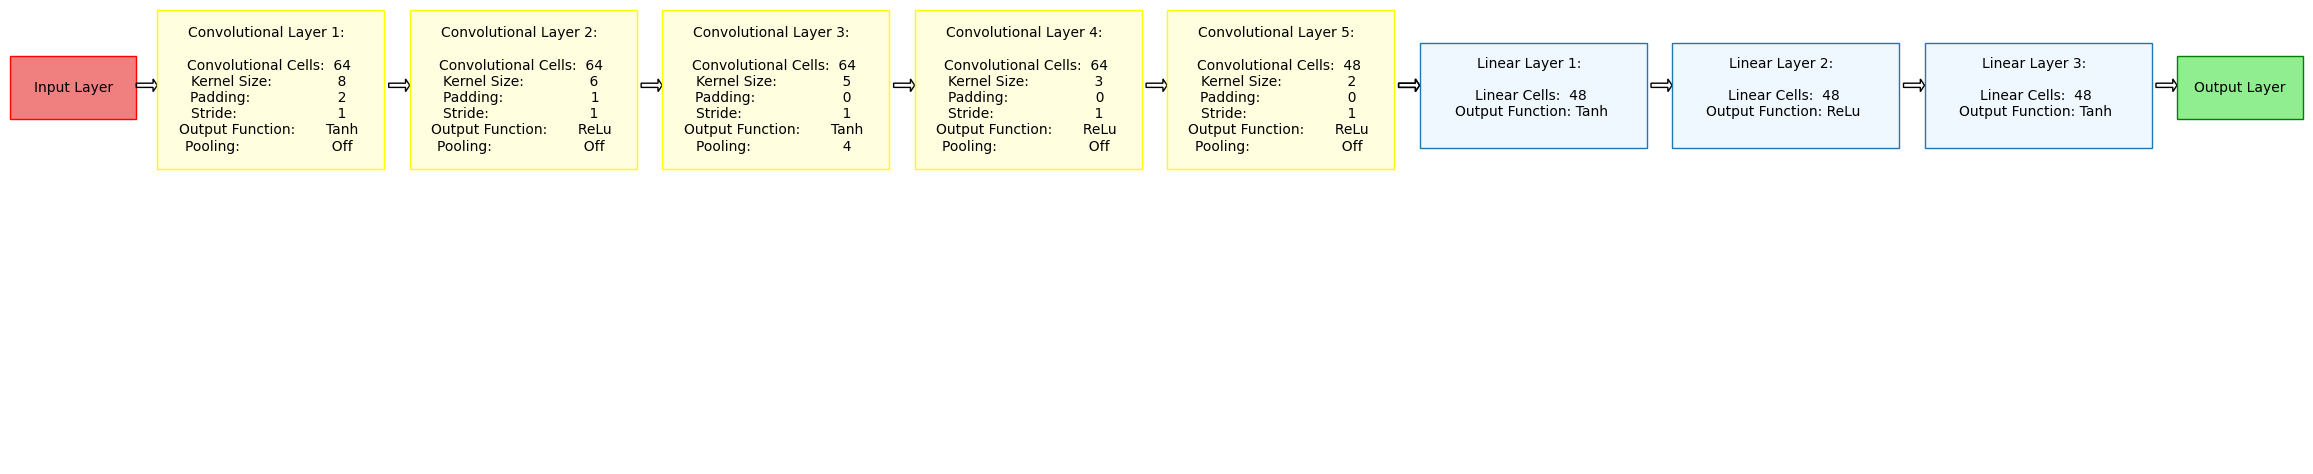 Input Layer
Convolutional Layer 1:
Convolutional Cells: 64
Kernel Size: 8
Padding: 2
Stride: 1
Output Function: Tanh
Pooling: Off
Convolutional Layer 2:
Convolutional Cells: 64
Kernel Size: 6
Padding: 1
Stride: 1
Output Function: ReLu
Pooling: Off
Convolutional Layer 3:
Convolutional Cells: 64
Kernel Size: 5
Padding: 0
Stride: 1
Output Function: Tanh
Pooling: 4
Convolutional Layer 4:
Convolutional Cells: 64
Kernel Size: 3
Padding: 0
Stride: 1
Output Function: ReLu
Pooling: Off
Convolutional Layer 5:
Convolutional Cells: 48
Kernel Size: 2
Padding: 0
Stride: 1
Output Function: ReLu
Pooling: Off
Linear Layer 1:
Linear Cells: 48
Output Function: Tanh
Linear Layer 2:
Linear Cells: 48
Output Function: ReLu
Linear Layer 3:
Linear Cells: 48
Output Function: Tanh
Output Layer